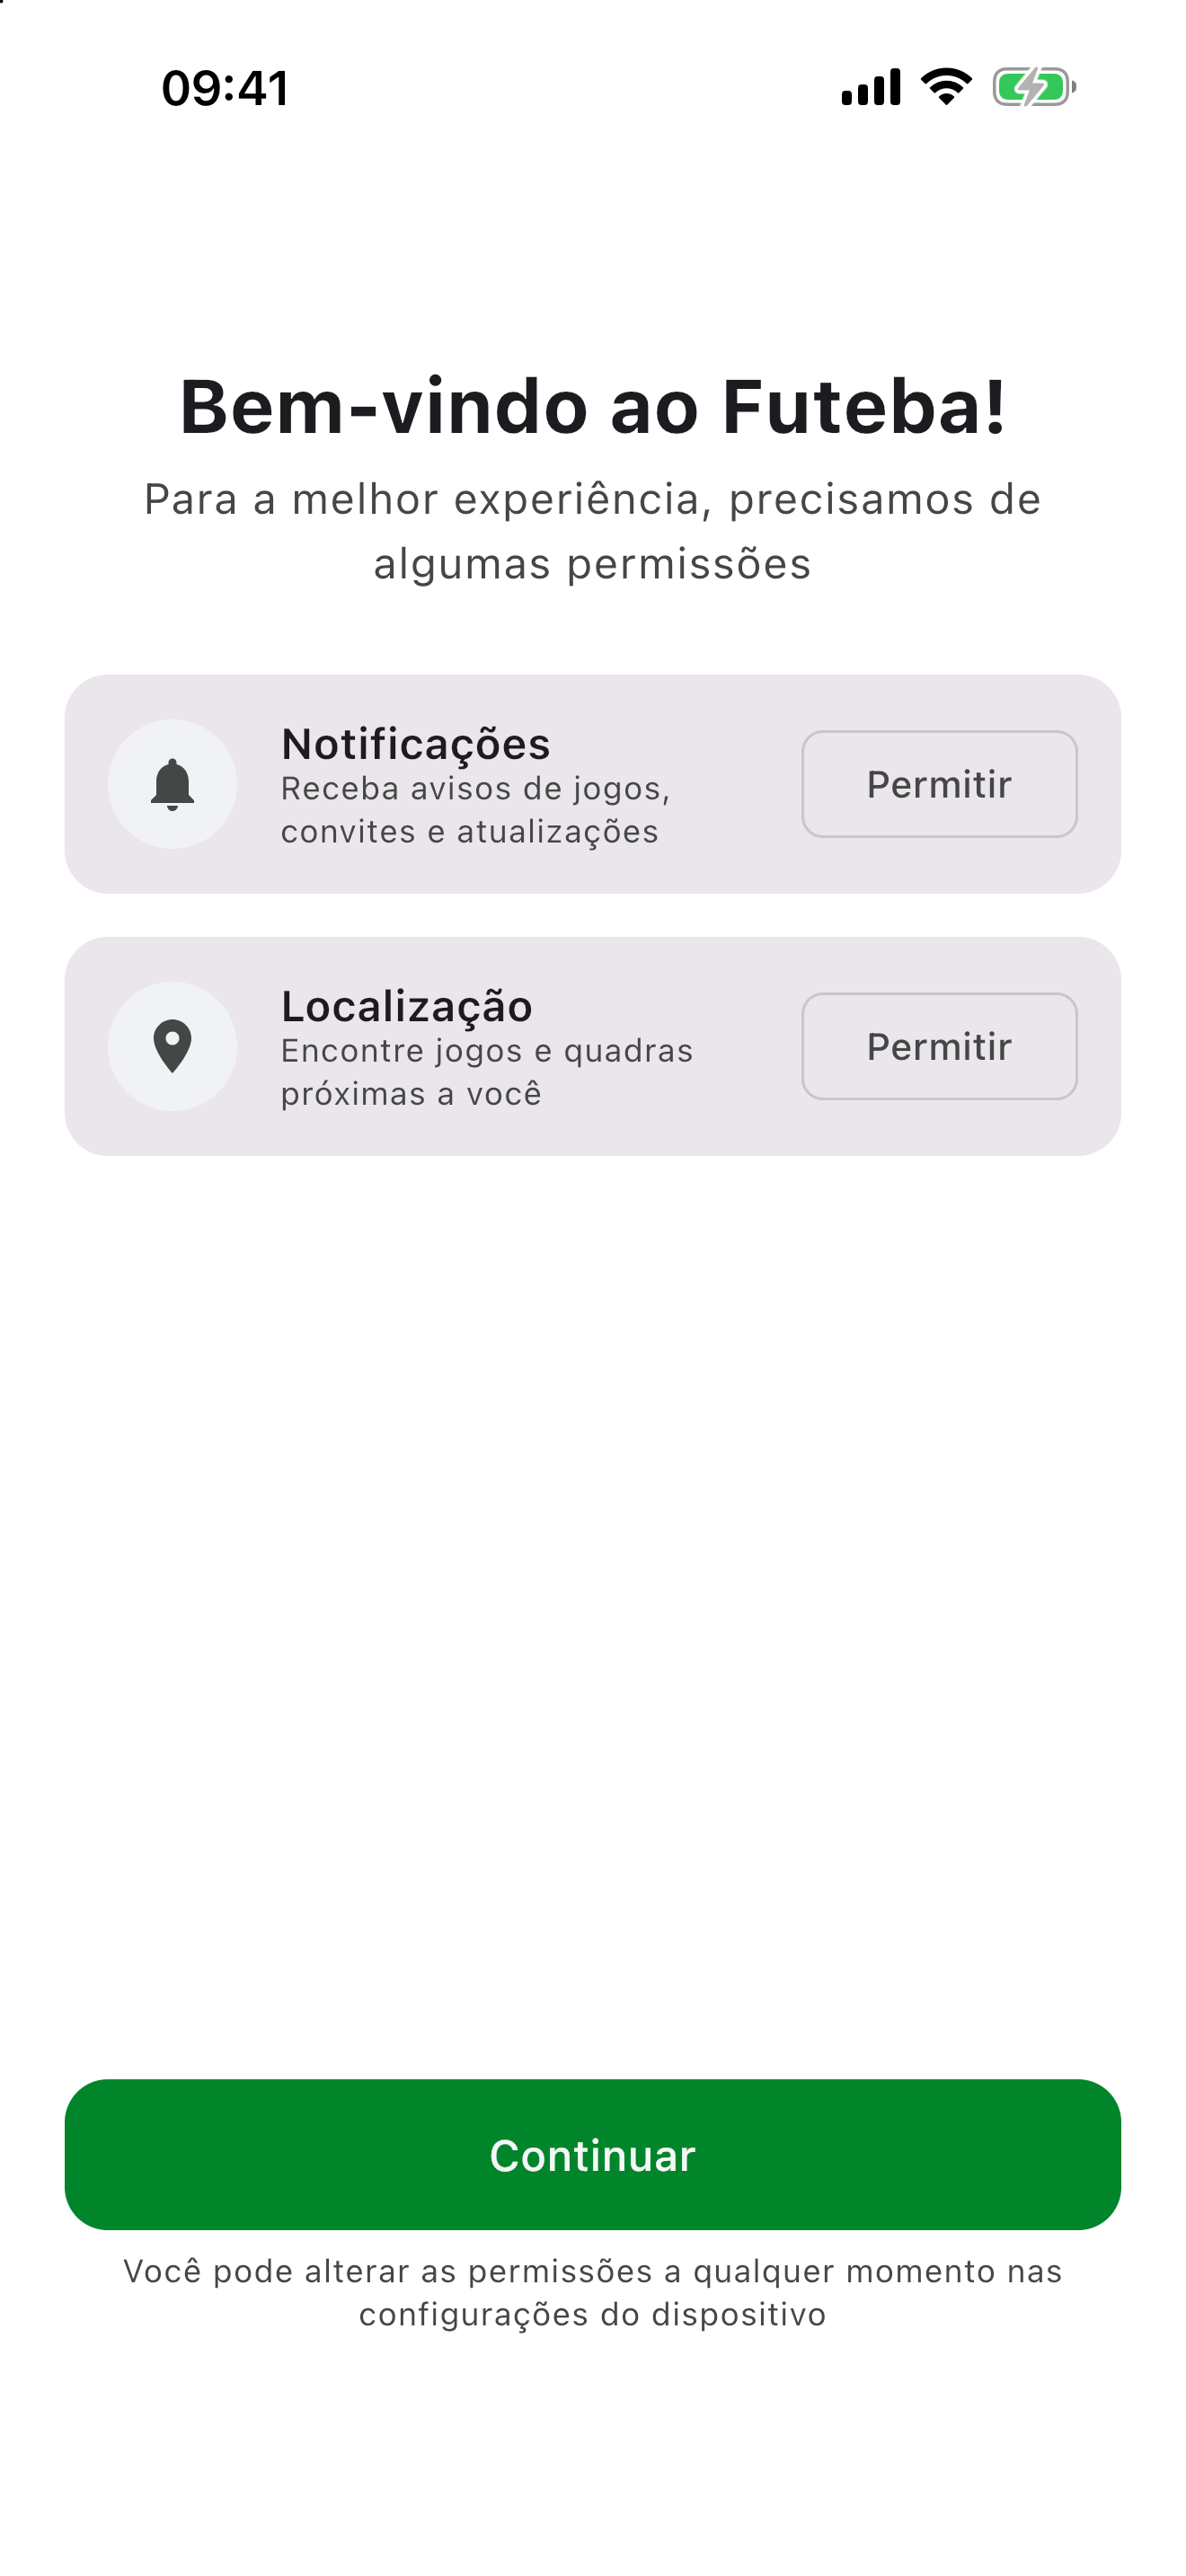 09:41
Bem-vindo ao Futeba!
Para a melhor experiência, precisamos de
algumas permissões
Notificações
Receba avisos de jogos,
convites e atualizações
Permitir
Localização
Encontre jogos e quadras
próximas a você
Permitir
Continuar
Você pode alterar as permissões a qualquer momento nas
configurações do dispositivo